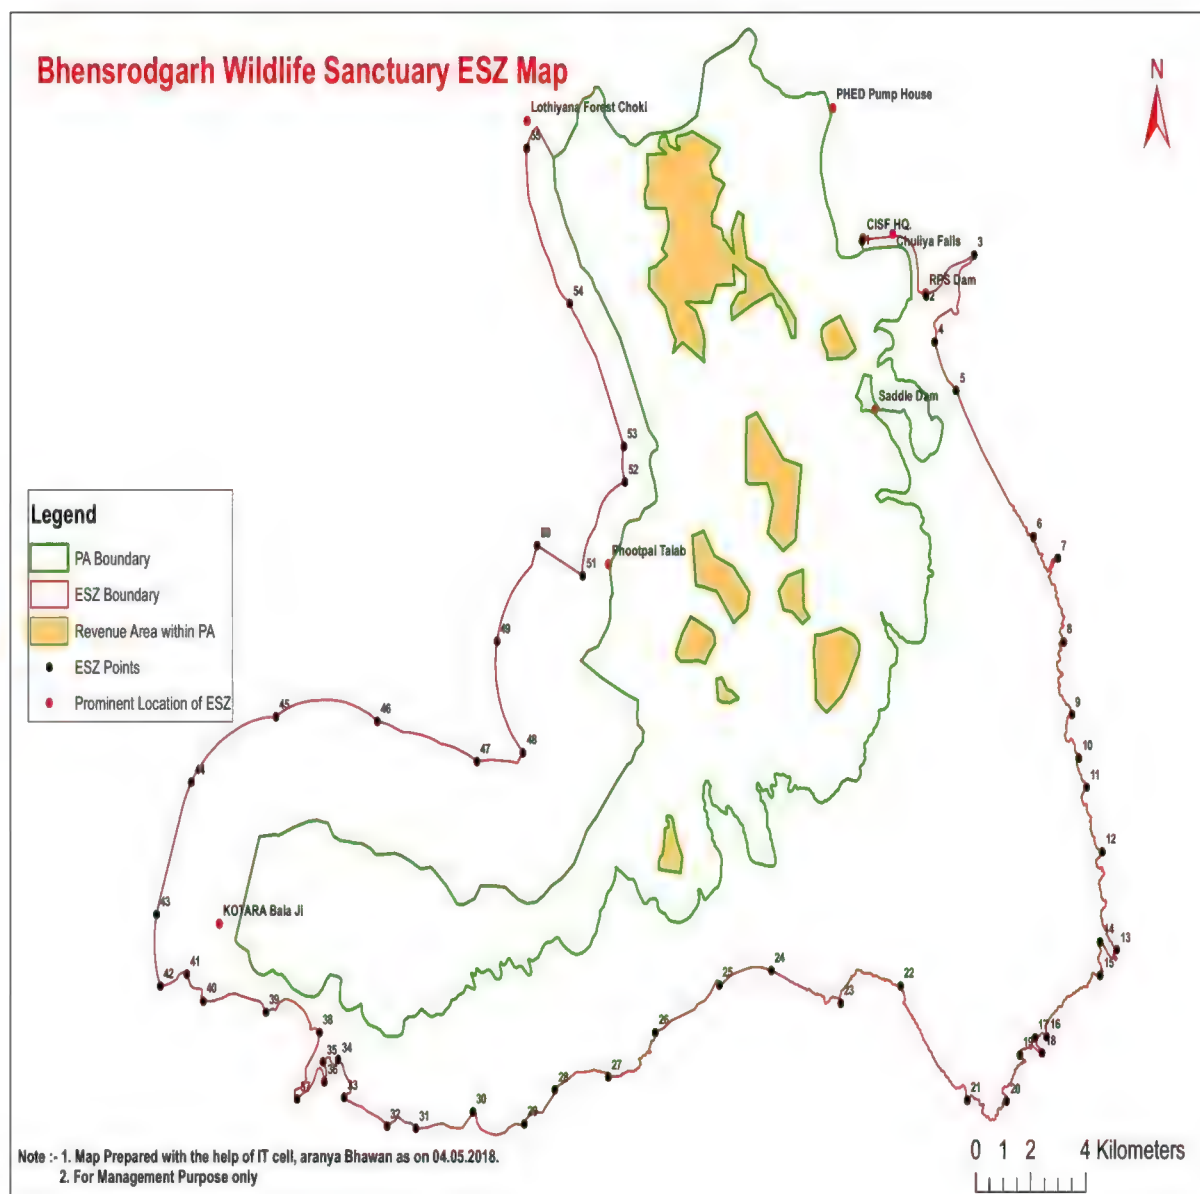 Bhensrodgarh Wildlife Sanctuary ESZ Map
N
PHED Pump House
Lothiyana Forest Choki
55
CISF HQ.
1
Chuliya Falls
3
RPS Dam
2
54
4
5
Saddle Dam
53
52
Legend
PA Boundary
ESZ Boundary
Revenue Area within PA
ESZ Points
Prominent Location of ESZ
6
50
7
Phootpal Talab
51
49
8
45
46
9
48
47
10
44
11
12
43
KOTARA Bala Ji
14
13
42
41
15
25
24
22
40
23
39
38
26
17
16
35
34
19
18
36
27
37
33
28
30
21
20
32
31
29
Note :- 1. Map Prepared with the help of IT cell, aranya Bhawan as on 04.05.2018.
2. For Management Purpose only
0 1 2 4 Kilometers